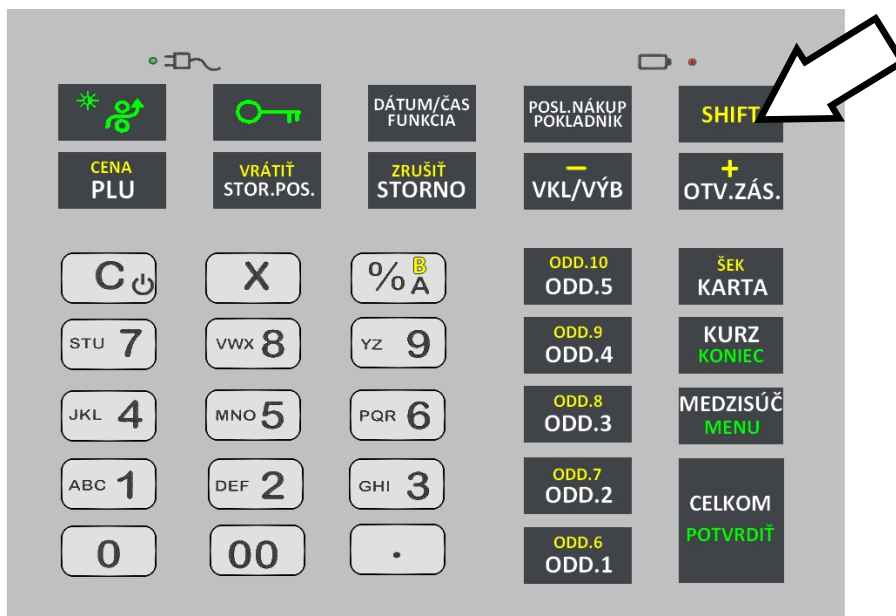 DÁTUM/ČAS
FUNKCIA
POSL.NÁKUP
POKLADNÍK
SHIFT
CENA
PLU
VRÁTIŤ
STOR.POS.
ZRUŠIŤ
STORNO
–
VKL/VÝB
+
OTV.ZÁS.
C
X
% B
A
ODD.10
ODD.5
ŠEK
KARTA
STU 7
VWX 8
YZ 9
ODD.9
ODD.4
KURZ
KONIEC
JKL 4
MNO 5
PQR 6
ODD.8
ODD.3
MEDZISÚČ
MENU
ABC 1
DEF 2
GHI 3
ODD.7
ODD.2
CELKOM
POTVRDIŤ
0
00
.
ODD.6
ODD.1